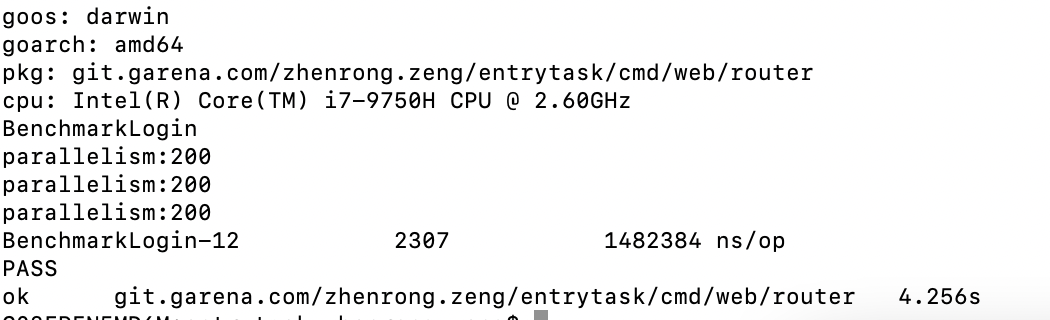 goos: darwin
goarch: amd64
pkg: git.garena.com/zhenrong.zeng/entrytask/cmd/web/router
cpu: Intel(R) Core(TM) i7-9750H CPU @ 2.60GHz
BenchmarkLogin
parallelism:200
parallelism:200
parallelism:200
BenchmarkLogin-12 2307 1482384 ns/op
PASS
ok git.garena.com/zhenrong.zeng/entrytask/cmd/web/router 4.256s